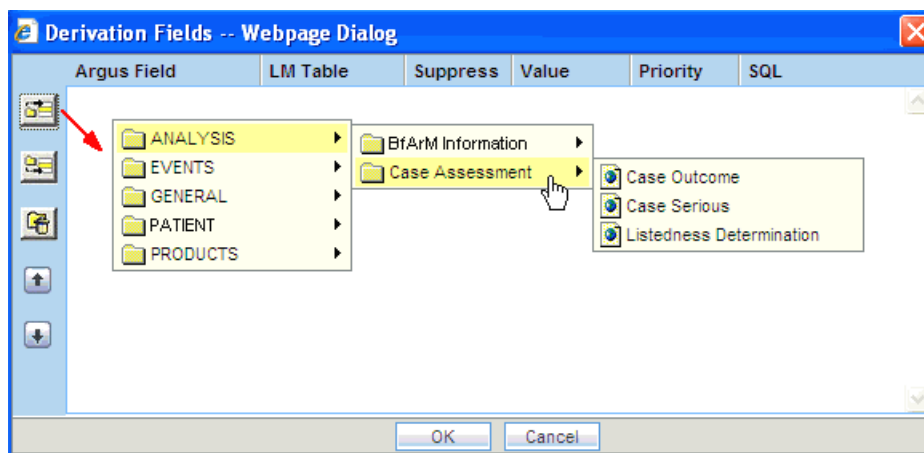 Derivation Fields -- Webpage Dialog
Argus Field LM Table Suppress Value Priority SQL
ANALYSIS
EVENTS
GENERAL
PATIENT
PRODUCTS
BfArM Information
Case Assessment
Case Outcome
Case Serious
Listedness Determination
OK Cancel